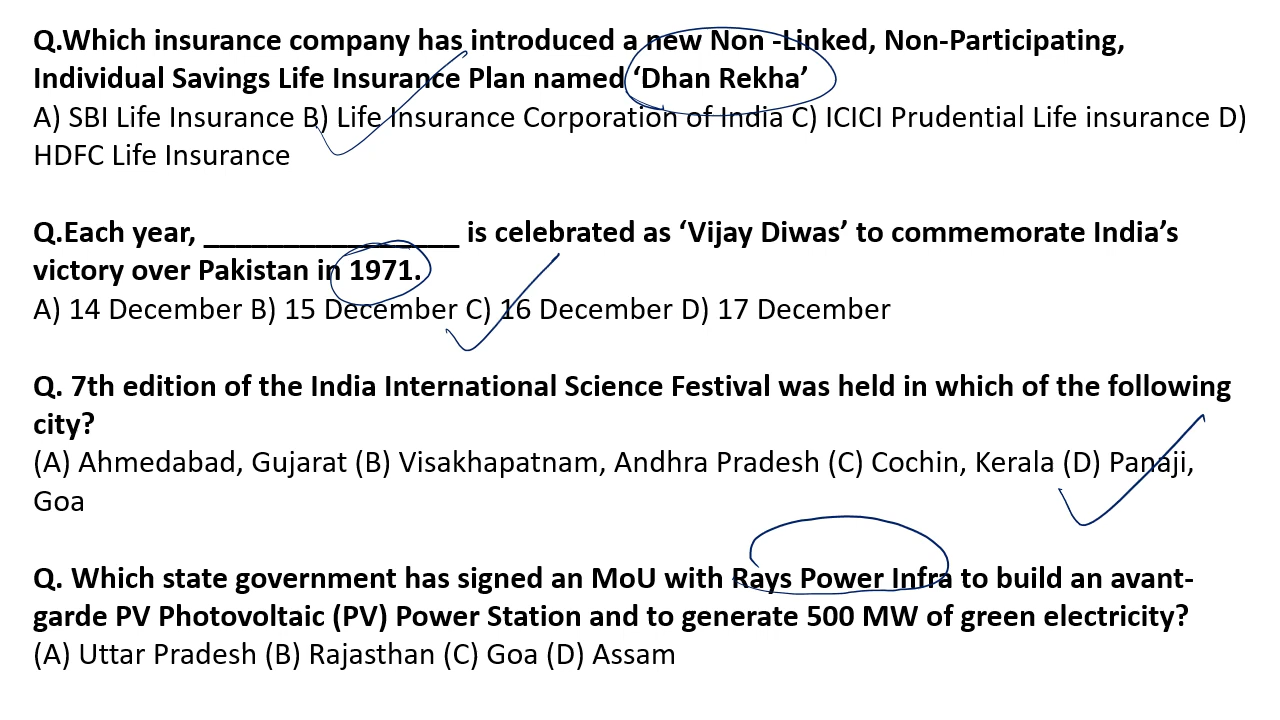 Q.Which insurance company has introduced a new Non -Linked, Non-Participating,
Individual Savings Life Insurance Plan named ‘Dhan Rekha’
A) SBI Life Insurance B) Life Insurance Corporation of India C) ICICI Prudential Life insurance D)
HDFC Life Insurance
Q.Each year, _________________ is celebrated as ‘Vijay Diwas’ to commemorate India’s
victory over Pakistan in 1971.
A) 14 December B) 15 December C) 16 December D) 17 December
Q. 7th edition of the India International Science Festival was held in which of the following
city?
(A) Ahmedabad, Gujarat (B) Visakhapatnam, Andhra Pradesh (C) Cochin, Kerala (D) Panaji,
Goa
Q. Which state government has signed an MoU with Rays Power Infra to build an avant-
garde PV Photovoltaic (PV) Power Station and to generate 500 MW of green electricity?
(A) Uttar Pradesh (B) Rajasthan (C) Goa (D) Assam